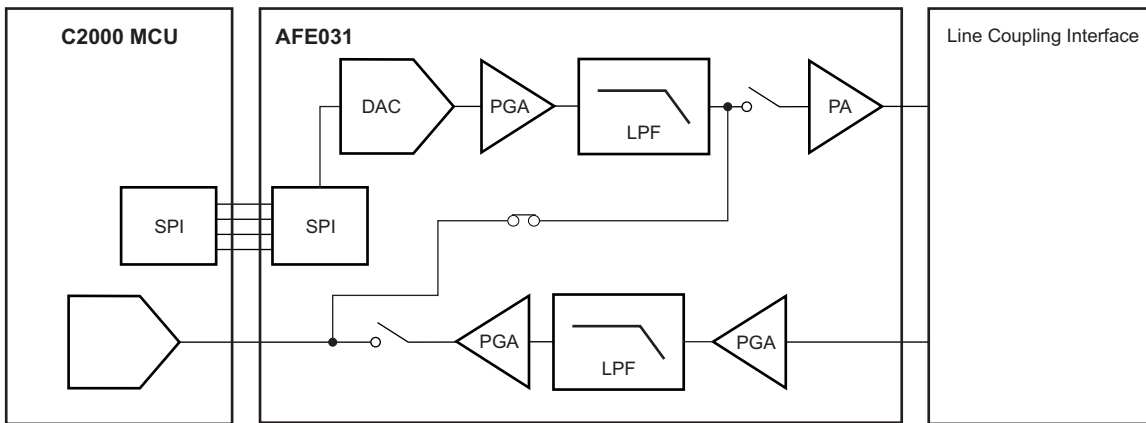 C2000 MCU
AFE031
Line Coupling Interface
DAC
PGA
LPF
PA
SPI
SPI
PGA
LPF
PGA